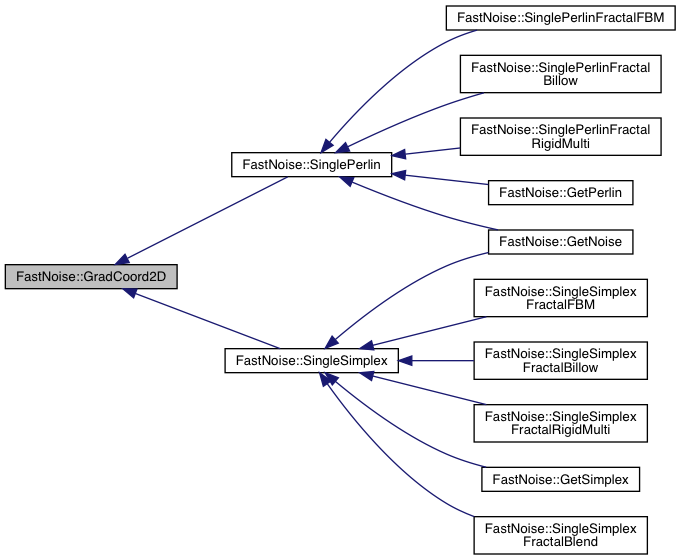 FastNoise::SinglePerlinFractalFBM
FastNoise::SinglePerlinFractal
Billow
FastNoise::SinglePerlinFractal
RigidMulti
FastNoise::SinglePerlin
FastNoise::GetPerlin
FastNoise::GetNoise
FastNoise::GradCoord2D
FastNoise::SingleSimplex
FractalFBM
FastNoise::SingleSimplex
FastNoise::SingleSimplex
FractalBillow
FastNoise::SingleSimplex
FractalRigidMulti
FastNoise::GetSimplex
FastNoise::SingleSimplex
FractalBlend